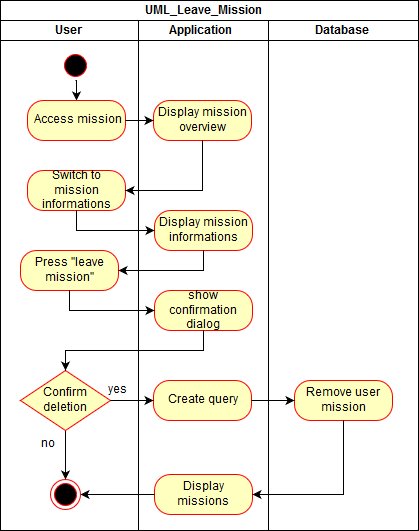 UML_Leave_Mission
User
Application
Database
Access mission
Display mission
overview
Switch to
mission
informations
Display mission
informations
Press "leave
mission"
show
confirmation
dialog
Confirm
deletion
yes
Create query
Remove user
mission
no
Display
missions